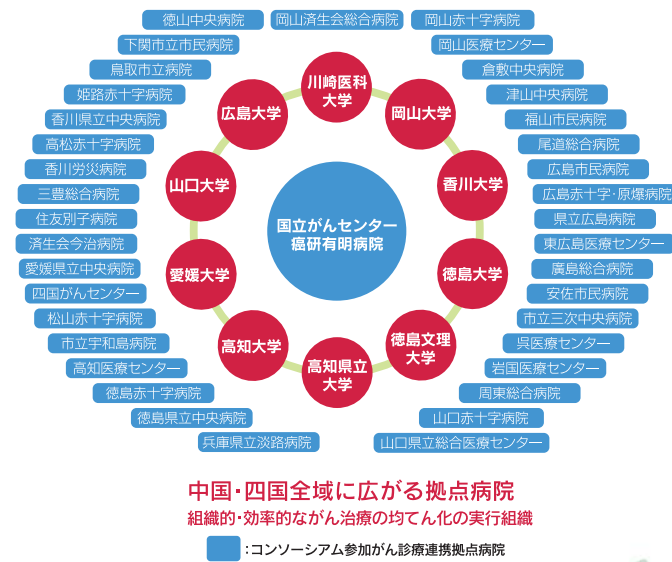 徳山中央病院
岡山済生会総合病院
岡山赤十字病院
下関市立市民病院
岡山医療センター
鳥取市立病院
倉敷中央病院
姫路赤十字病院
津山中央病院
香川県立中央病院
福山市民病院
高松赤十字病院
尾道総合病院
香川労災病院
広島市民病院
三豊総合病院
広島赤十字・原爆病院
住友別子病院
県立広島病院
済生会今治病院
東広島医療センター
愛媛県立中央病院
廣島総合病院
四国がんセンター
安佐市民病院
松山赤十字病院
市立三次中央病院
市立宇和島病院
呉医療センター
高知医療センター
岩国医療センター
徳島赤十字病院
周東総合病院
徳島県立中央病院
山口赤十字病院
兵庫県立淡路病院
山口県立総合医療センター
川崎医科
大学
広島大学
岡山大学
山口大学
香川大学
国立がんセンター
癌研有明病院
愛媛大学
徳島大学
高知大学
徳島文理
大学
高知県立
大学
中国・四国全域に広がる拠点病院
組織的・効率的ながん治療の均てん化の実行組織
:コンソーシアム参加がん診療連携拠点病院